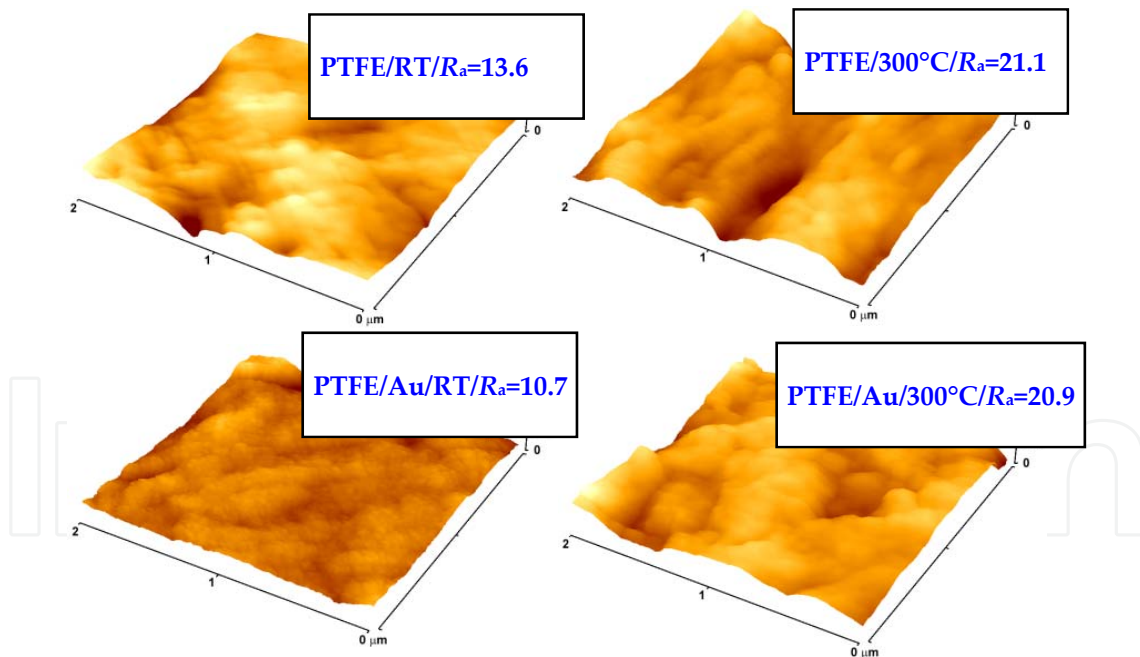 PTFE/RT/Ra=13.6
PTFE/300°C/Ra=21.1
0
0
2
2
1
1
0 µm
0 µm
PTFE/Au/RT/Ra=10.7
PTFE/Au/300°C/Ra=20.9
0
0
2
2
1
1
0 µm
0 µm